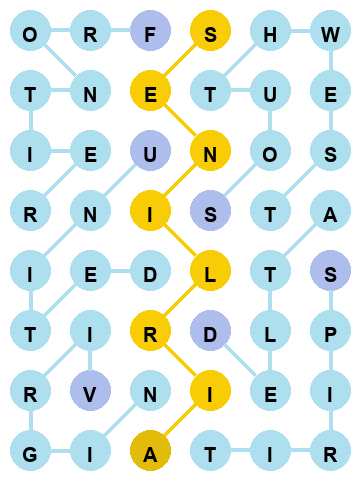 O R F S H W
T N E T U E
I E U N O S
R N I S T A
I E D L T S
T I R D L P
R V N I E I
G I A T I R